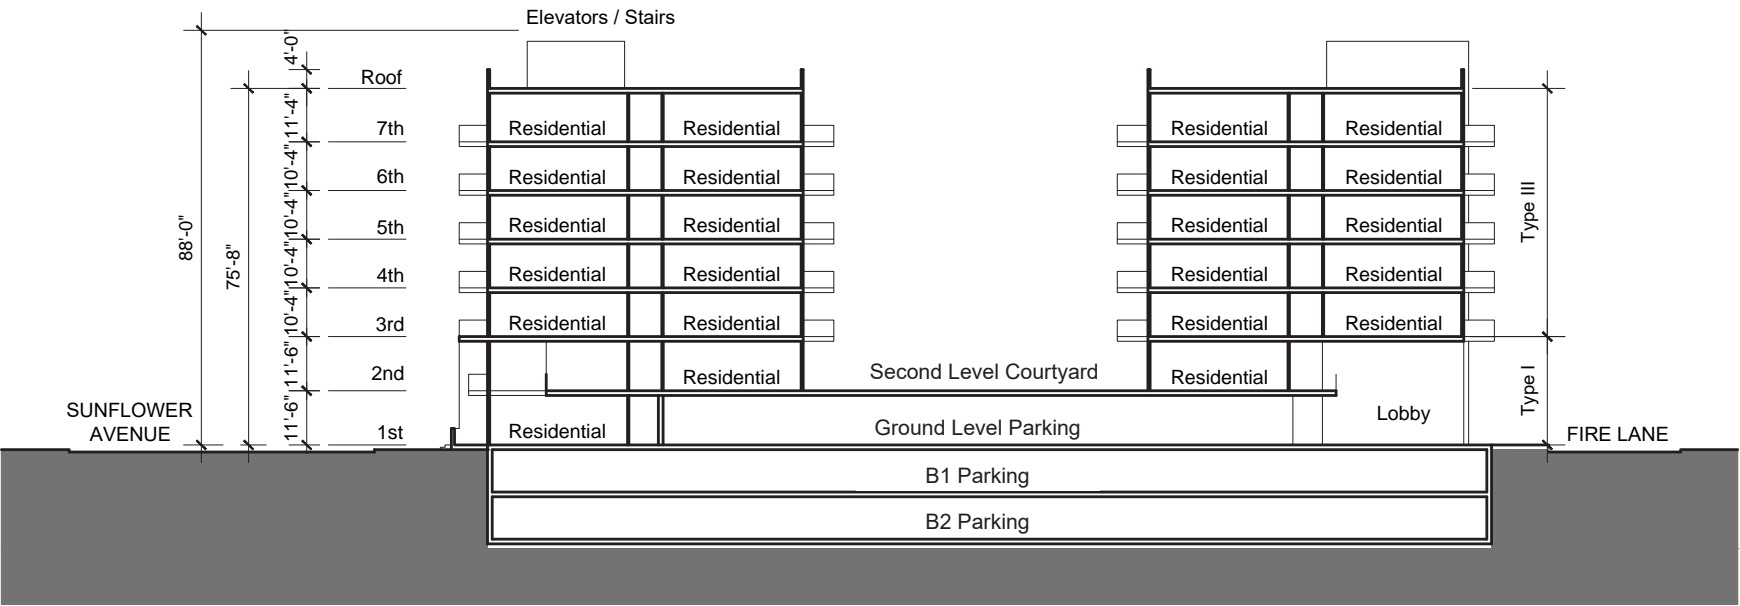 Elevators / Stairs
4'-0"
Roof
11'-4"
7th
Residential Residential Residential Residential
10'-4"
6th
Residential Residential Residential Residential
10'-4"
5th
Residential Residential Residential Residential
10'-4"
4th
Residential Residential Residential Residential
10'-4"
3rd
Residential Residential Residential Residential
11'-6"
2nd
Residential Second Level Courtyard Residential
11'-6"
1st
Residential Ground Level Parking Lobby
88'-0"
75'-8"
Type III
Type I
SUNFLOWER
AVENUE
FIRE LANE
B1 Parking
B2 Parking